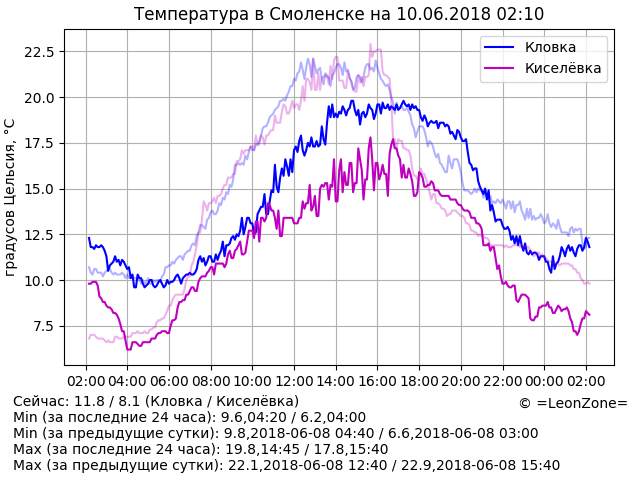 Температура в Смоленске на 10.06.2018 02:10
Кловка
Киселёвка
градусов Цельсия, °C
22.5
20.0
17.5
15.0
12.5
10.0
7.5
02:00 04:00 06:00 08:00 10:00 12:00 14:00 16:00 18:00 20:00 22:00 00:00 02:00
Сейчас: 11.8 / 8.1 (Кловка / Киселёвка)
© =LeonZone=
Min (за последние 24 часа): 9.6,04:20 / 6.2,04:00
Min (за предыдущие сутки): 9.8,2018-06-08 04:40 / 6.6,2018-06-08 03:00
Max (за последние 24 часа): 19.8,14:45 / 17.8,15:40
Max (за предыдущие сутки): 22.1,2018-06-08 12:40 / 22.9,2018-06-08 15:40